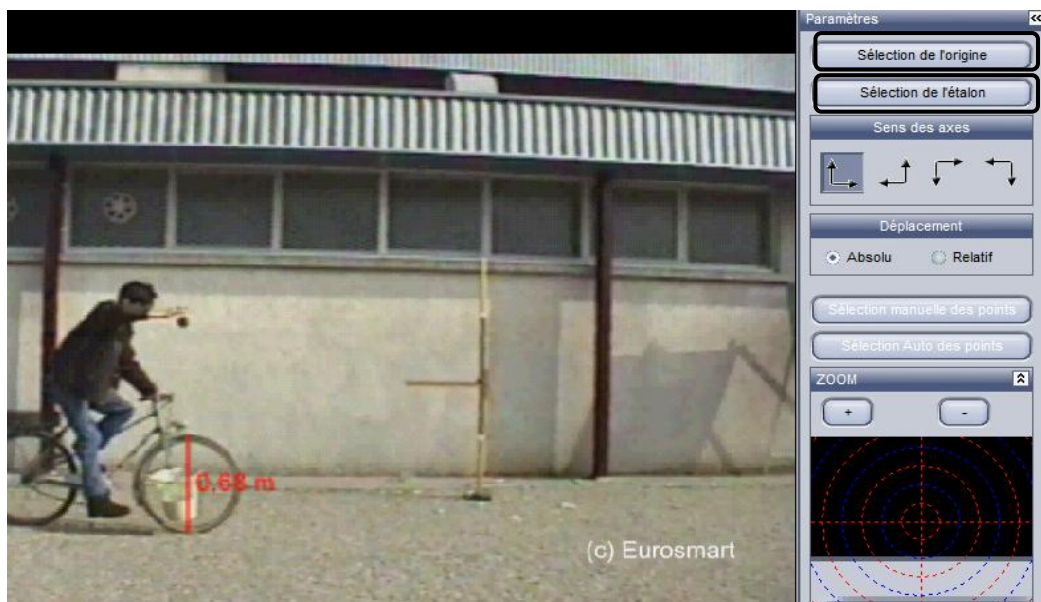 Paramètres
Sélection de l'origine
Sélection de l'étalon
Sens des axes
Déplacement
Absolu
Relatif
Sélection manuelle des points
Sélection Auto des points
ZOOM
+
-
0,68 m
(c) Eurosmart